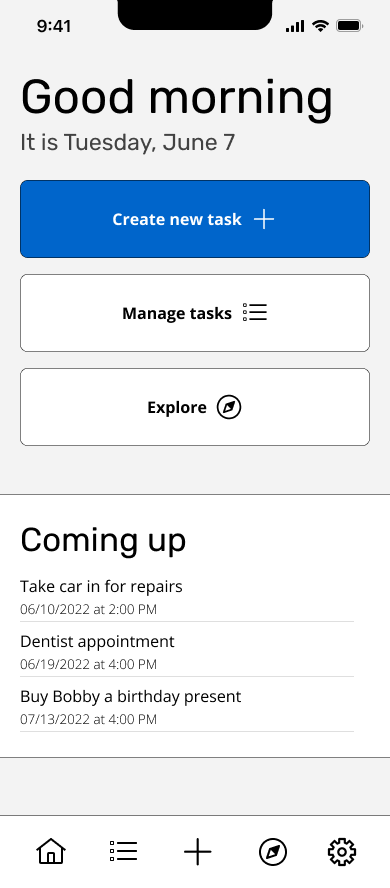 9:41
Good morning
It is Tuesday, June 7
Create new task
Manage tasks
Explore
Coming up
Take car in for repairs
06/10/2022 at 2:00 PM
Dentist appointment
06/19/2022 at 4:00 PM
Buy Bobby a birthday present
07/13/2022 at 4:00 PM